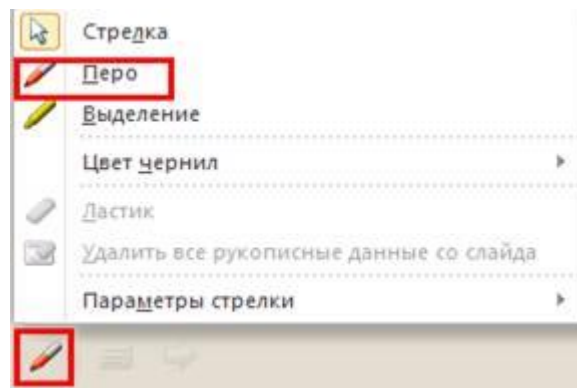 Стрелка
Перо
Выделение
Цвет чернил
Ластик
Удалить все рукописные данные со слайда
Параметры стрелки